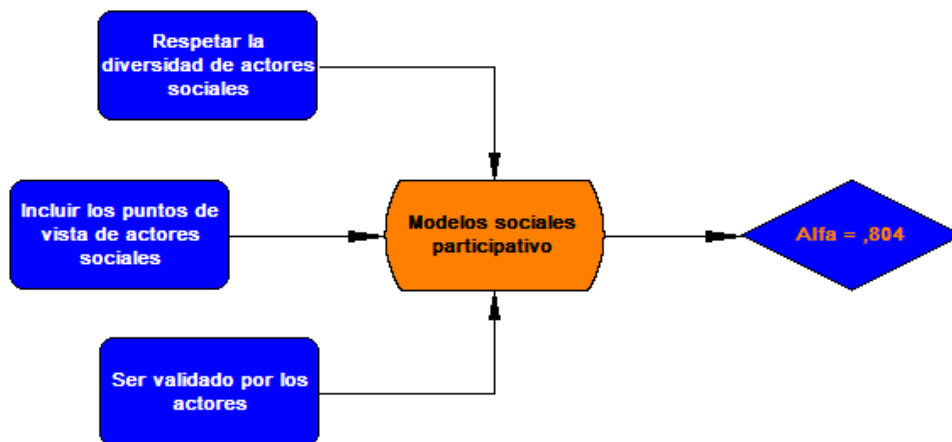 Respetar la
diversidad de actores
sociales
Incluir los puntos de
vista de actores
sociales
Modelos sociales
participativo
Alfa = ,804
Ser validado por los
actores